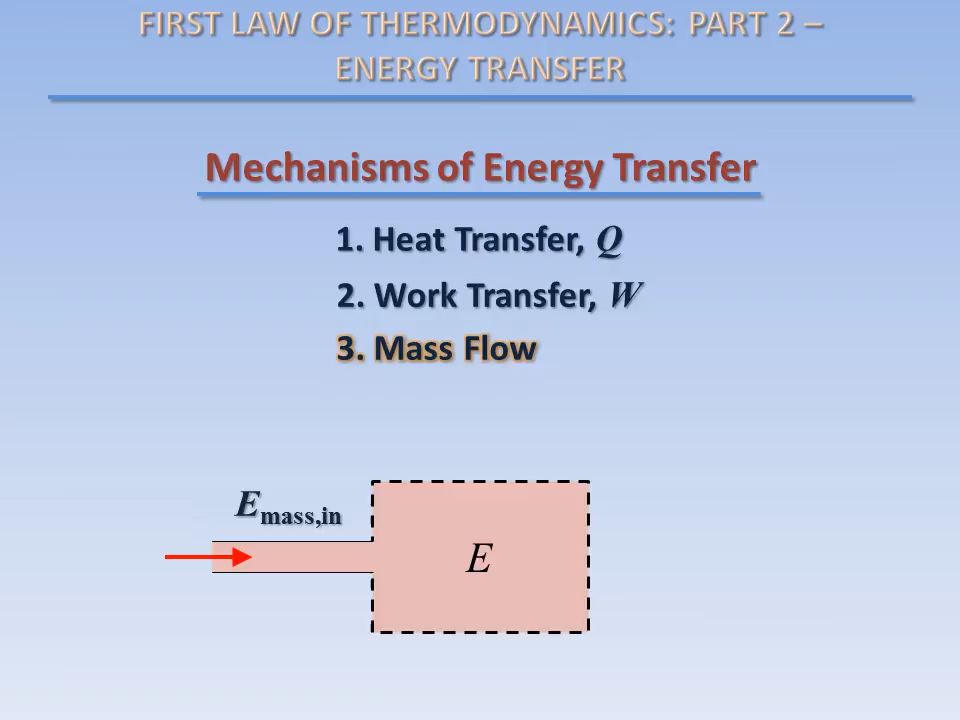 FIRST LAW OF THERMODYNAMICS: PART 2 –
ENERGY TRANSFER
Mechanisms of Energy Transfer
1. Heat Transfer, Q
2. Work Transfer, W
3. Mass Flow
Emass,in
E